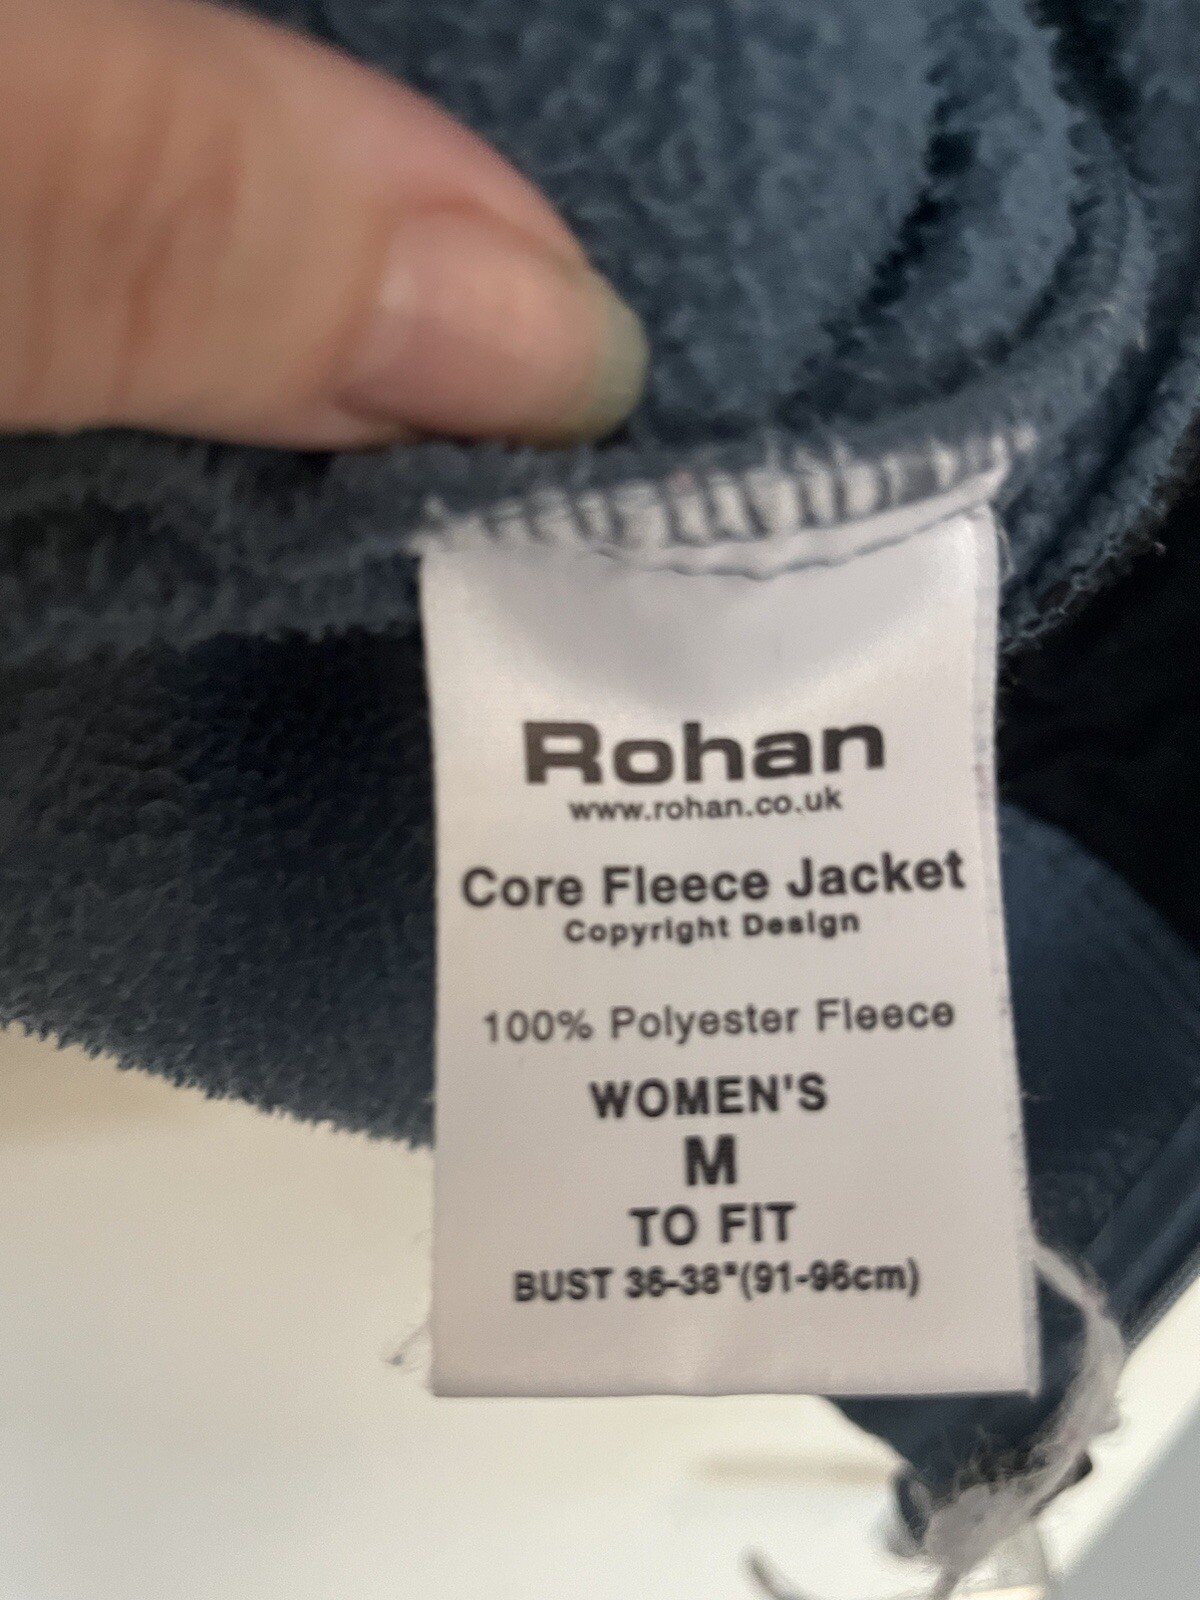 Rohan
www.rohan.co.uk
Core Fleece Jacket
Copyright Design
100% Polyester Fleece
WOMEN'S
M
TO FIT
BUST 36-38"(91-96cm)